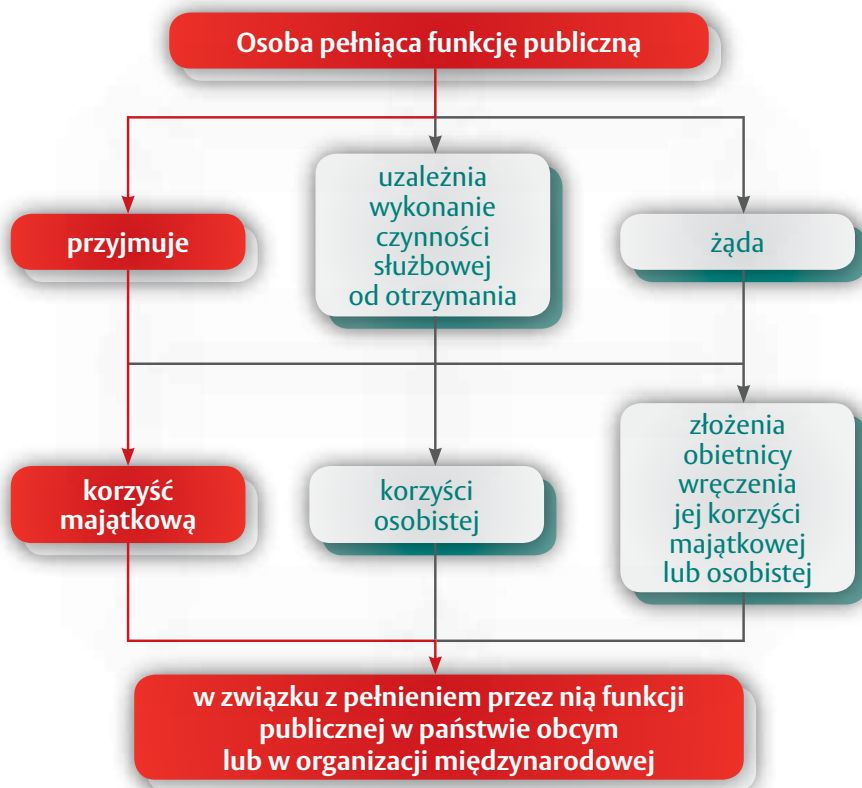 Osoba pełniąca funkcję publiczną
przyjmuje
uzależnia
wykonanie
czynności
służbowej
od otrzymania
żąda
korzyść
majątkową
korzyści
osobistej
złożenia
obietnicy
wręczenia
jej korzyści
majątkowej
lub osobistej
w związku z pełnieniem przez nią funkcji
publicznej w państwie obcym
lub w organizacji międzynarodowej